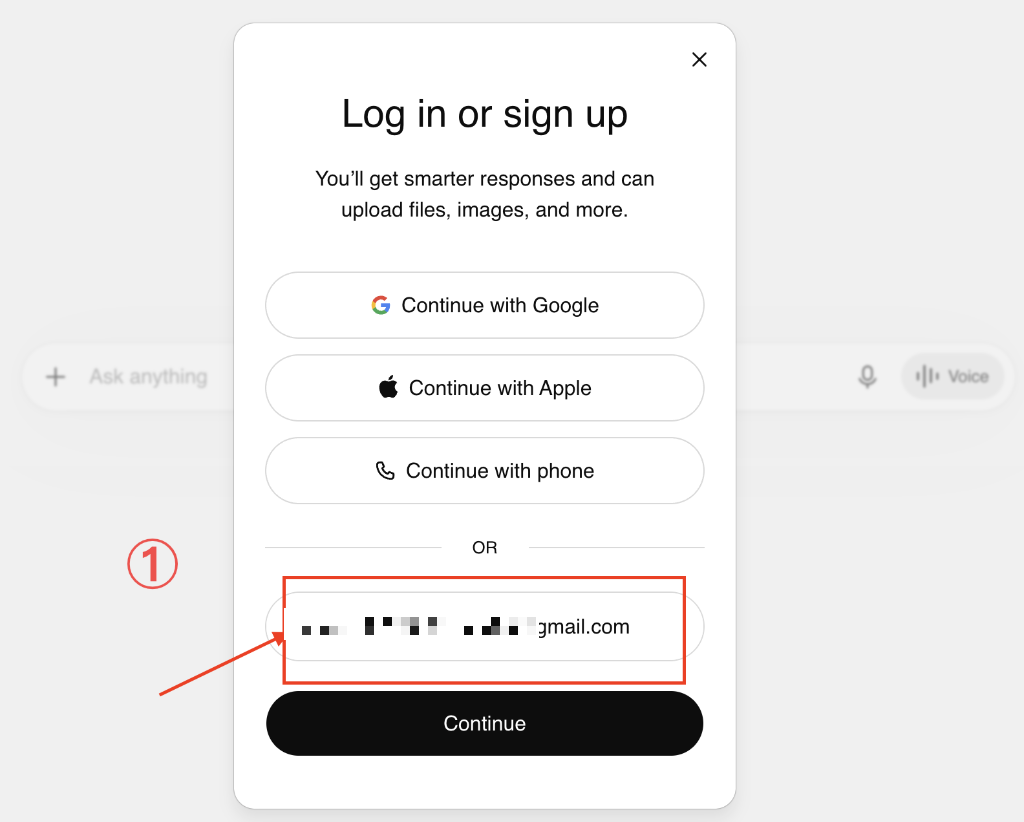 Log in or sign up
You’ll get smarter responses and can
upload files, images, and more.
Continue with Google
Continue with Apple
Ask anything
Voice
Continue with phone
OR
①
gmail.com
Continue